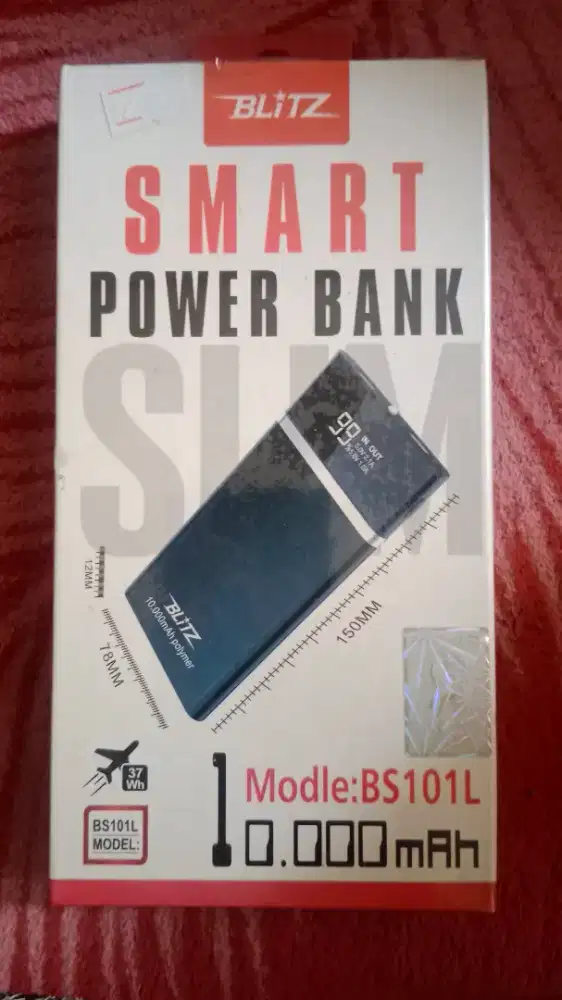 BLITZ
SMART
POWER BANK
SLIM
99
IN OUT
12MM
78MM
150MM
BLITZ
10.000mAh polymer
37
Wh
Modle:BS101L
BS101L
MODEL:
10.000mAh